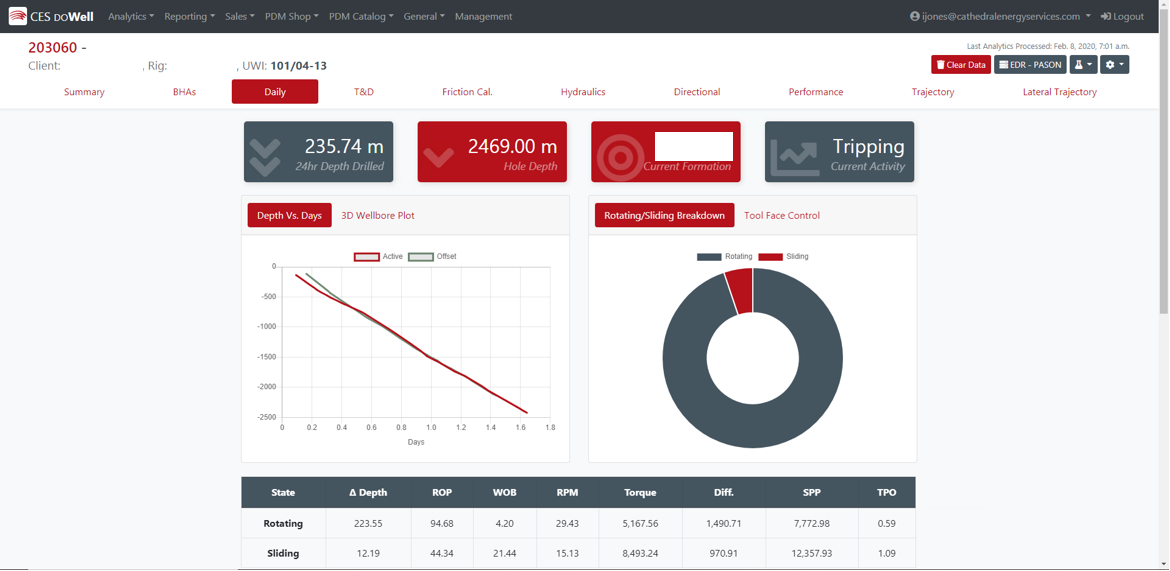 CES DOWell Analytics Reporting Sales PDM Shop PDM Catalog General Management ijones@cathedralenergyservices.com Logout
203060 -
Last Analytics Processed: Feb. 8, 2020, 7:01 a.m.
Client: , Rig: , UWI: 101/04-13
Clear Data EDR - PASON
Summary BHAs Daily T&D Friction Cal. Hydraulics Directional Performance Trajectory Lateral Trajectory
235.74 m 2469.00 m Tripping
24hr Depth Drilled Hole Depth Current Formation Current Activity
Depth Vs. Days 3D Wellbore Plot Rotating/Sliding Breakdown Tool Face Control
Active Offset Rotating Sliding
0
-500
-1000
-1500
-2000
-2500
0 0.2 0.4 0.6 0.8 1.0 1.2 1.4 1.6 1.8
Days
State Δ Depth ROP WOB RPM Torque Diff. SPP TPO
Rotating 223.55 94.68 4.20 29.43 5,167.56 1,490.71 7,772.98 0.59
Sliding 12.19 44.34 21.44 15.13 8,493.24 970.91 12,357.93 1.09